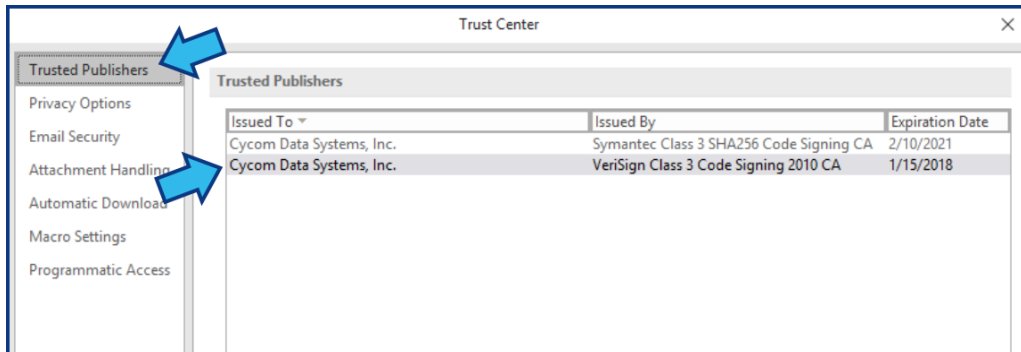 Trust Center
Trusted Publishers
Privacy Options
Email Security
Attachment Handling
Automatic Download
Macro Settings
Programmatic Access
Trusted Publishers
Issued To Issued By Expiration Date
Cycom Data Systems, Inc. Symantec Class 3 SHA256 Code Signing CA 2/10/2021
Cycom Data Systems, Inc. VeriSign Class 3 Code Signing 2010 CA 1/15/2018